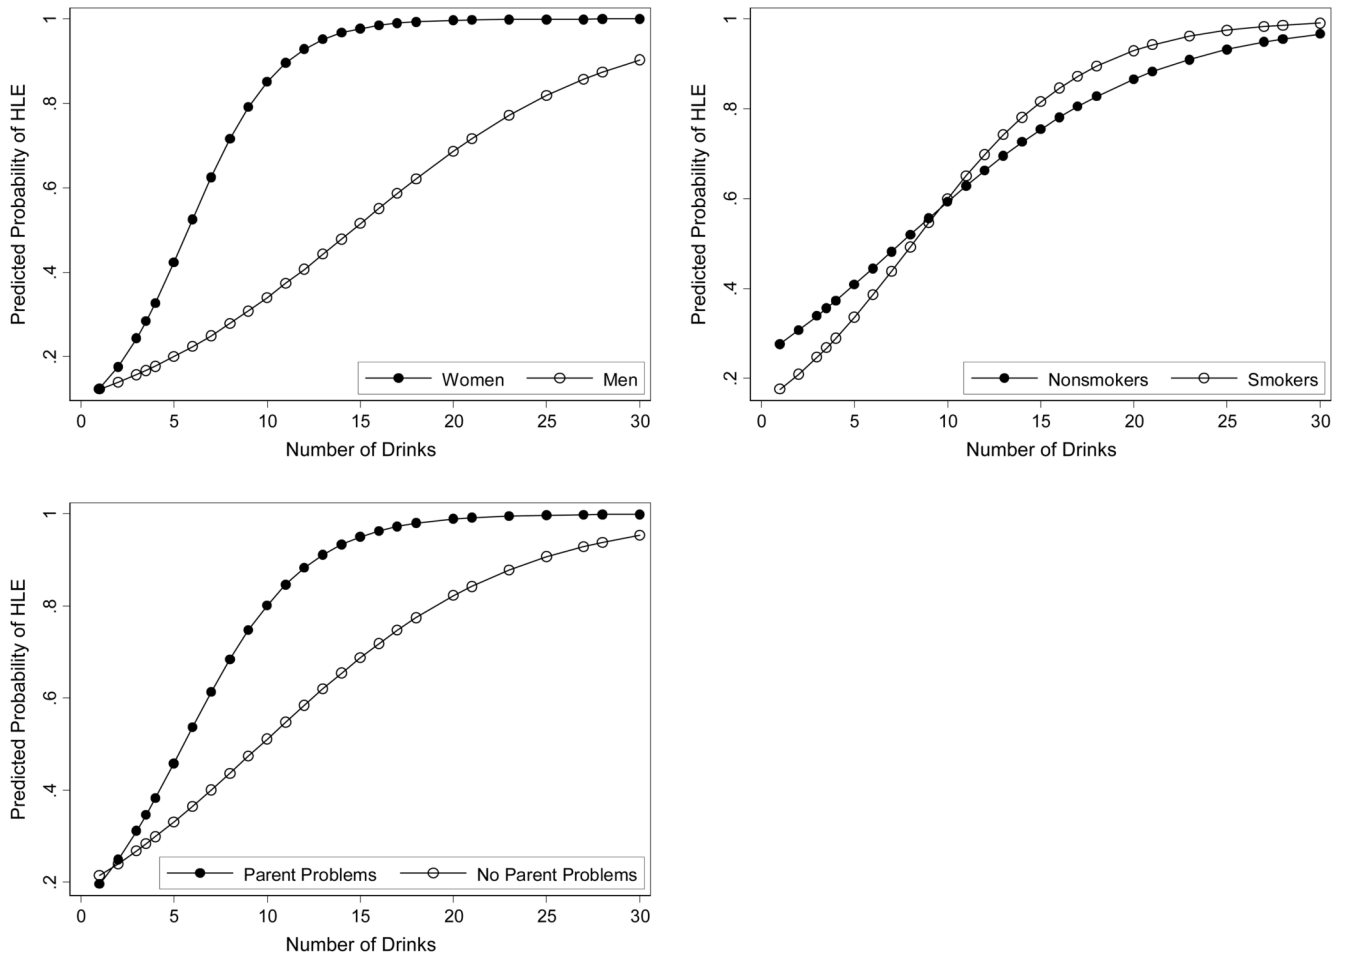 Predicted Probability of HLE
1
.8
.6
.4
.2
Women Men
0 5 10 15 20 25 30
Number of Drinks
Predicted Probability of HLE
1
.8
.6
.4
.2
Nonsmokers Smokers
0 5 10 15 20 25 30
Number of Drinks
Predicted Probability of HLE
1
.8
.6
.4
.2
Parent Problems No Parent Problems
0 5 10 15 20 25 30
Number of Drinks